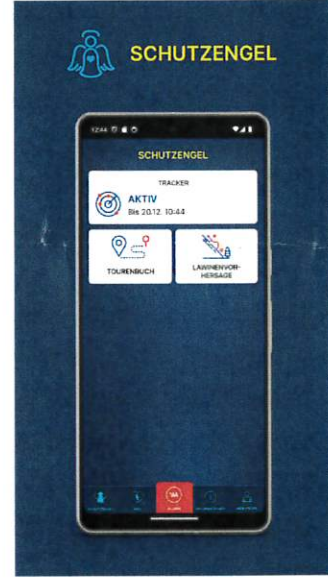 SCHUTZENGEL
12:44
SCHUTZENGEL
TRACKER
AKTIV
Bis 20.12. 10:44
TOURENBUCH
LAWINENVOR-
HERSAGE